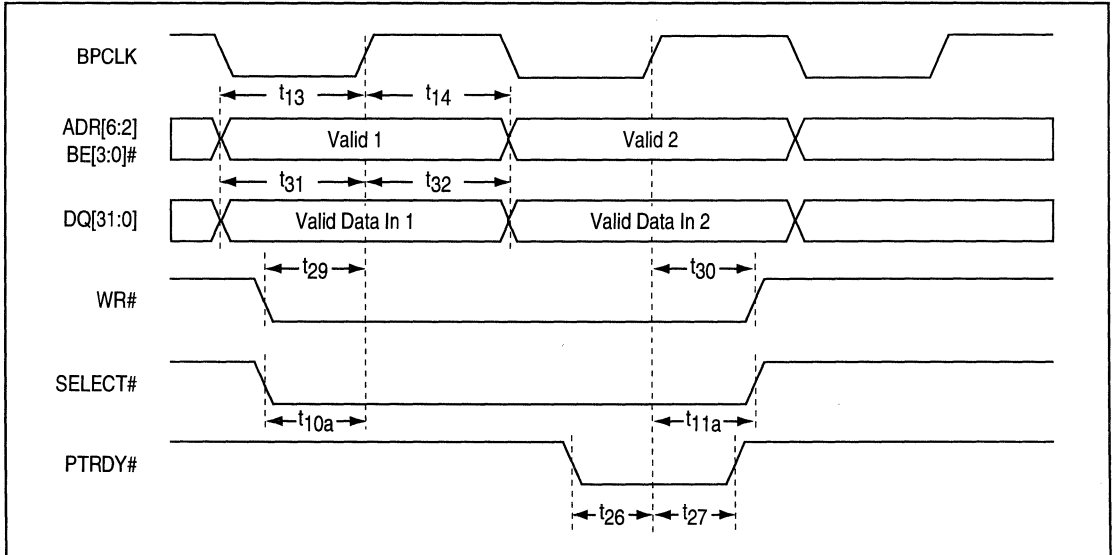 BPCLK
t13 t14
ADR[6:2]
BE[3:0]#
Valid 1 Valid 2
t31 t32
DQ[31:0]
Valid Data In 1 Valid Data In 2
t29 t30
WR#
SELECT#
t10a t11a
PTRDY#
t26 t27